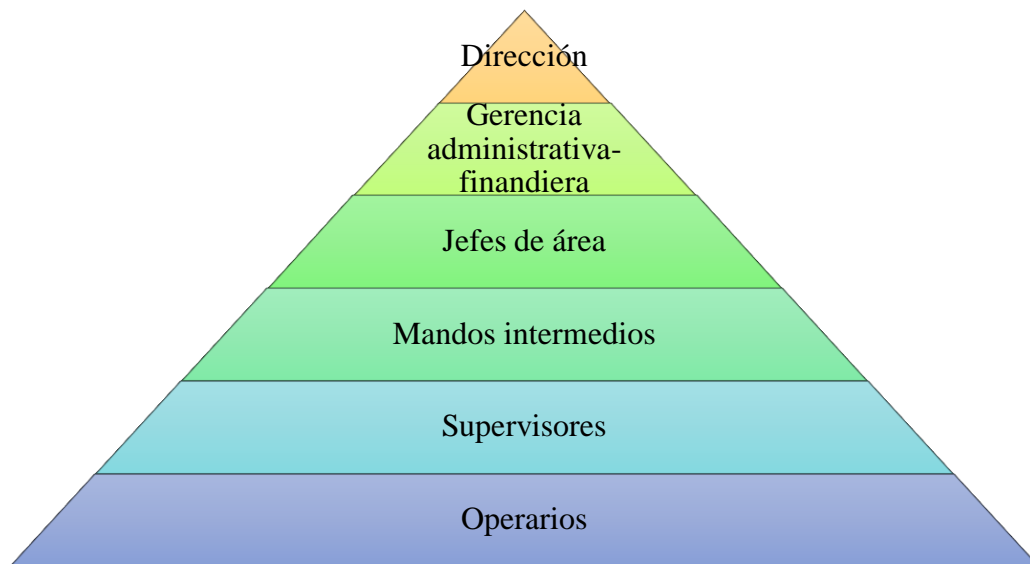 Dirección
Gerencia
administrativa-
finandiera
Jefes de área
Mandos intermedios
Supervisores
Operarios